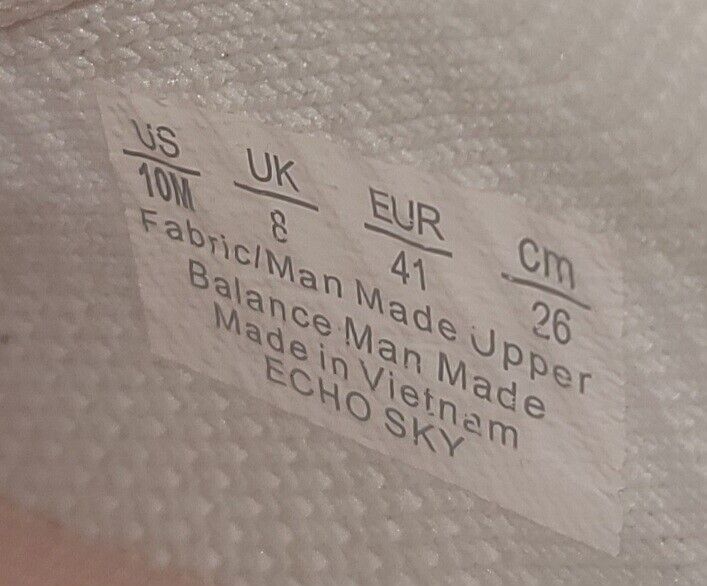 US UK EUR cm
10M 8 41 26
Fabric/Man Made Upper
Balance Man Made
Made in Vietnam
ECHO SKY